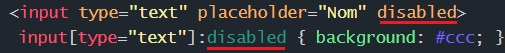 <input type="text" placeholder="Nom" disabled>
input[type="text"]:disabled { background: #ccc; }